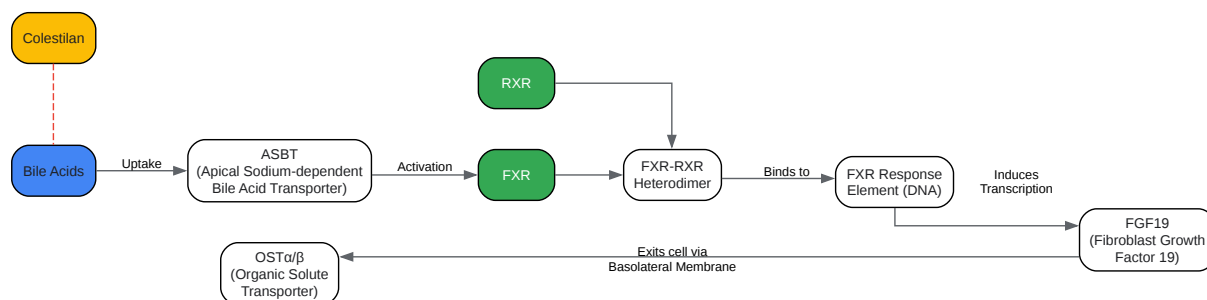 Colestilan
RXR
Bile Acids
Uptake
ASBT
(Apical Sodium-dependent
Bile Acid Transporter)
Activation
FXR
FXR-RXR
Heterodimer
Binds to
FXR Response
Element (DNA)
Induces
Transcription
FGF19
(Fibroblast Growth
Factor 19)
Exits cell via
Basolateral Membrane
OSTα/β
(Organic Solute
Transporter)